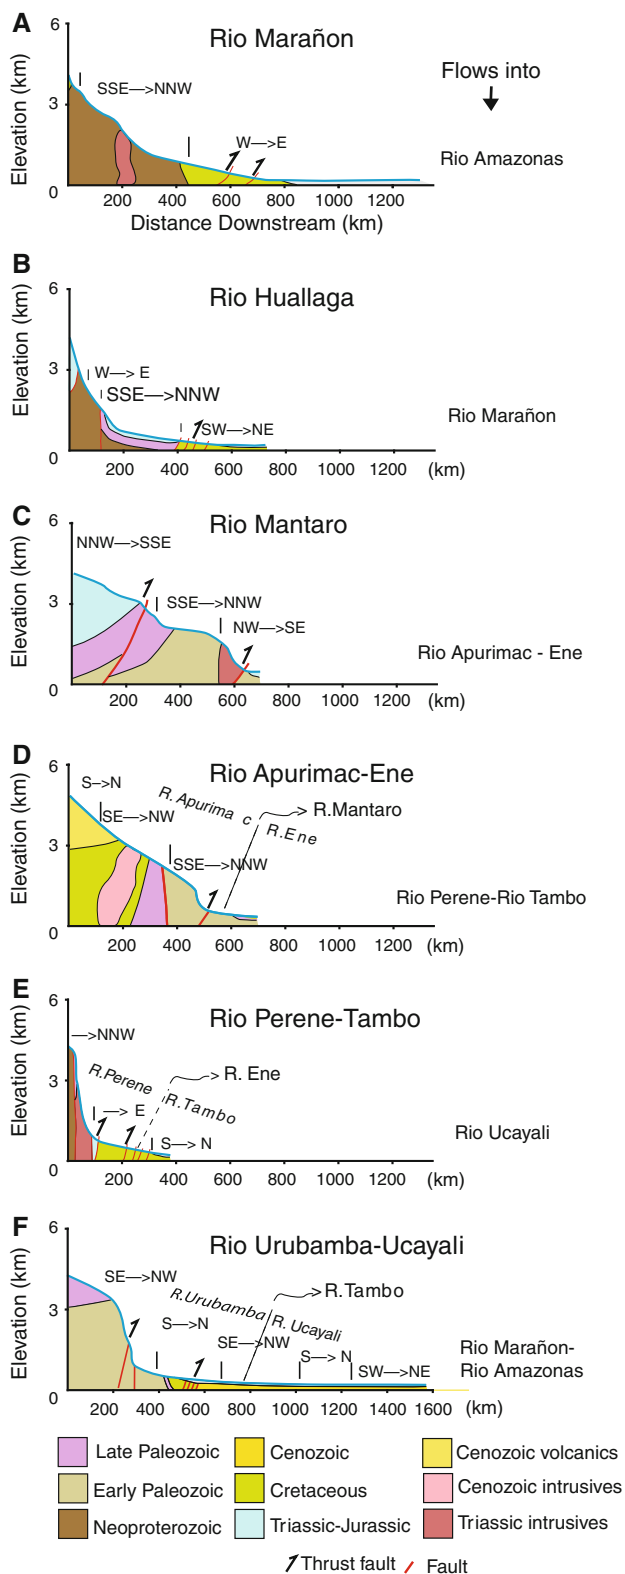 A
Rio Marañon
Elevation (km)
6
3
0
SSE—>NNW
W—>E
Flows into
Rio Amazonas
200 400 600 800 1000 1200
Distance Downstream (km)
B
Rio Huallaga
Elevation (km)
6
3
0
W—> E
SSE—>NNW
SW—>NE
Rio Marañon
200 400 600 800 1000 1200 (km)
C
Rio Mantaro
Elevation (km)
6
3
0
NNW—>SSE
SSE—>NNW
NW—>SE
Rio Apurimac - Ene
200 400 600 800 1000 1200 (km)
D
Rio Apurimac-Ene
Elevation (km)
6
3
0
S—>N
SE—>NW
SSE—>NNW
R. Apurima c
R.Ene
R.Mantaro
Rio Perene-Rio Tambo
200 400 600 800 1000 1200 (km)
E
Rio Perene-Tambo
Elevation (km)
6
3
0
—>NNW
R.Perene
R.Tambo
R. Ene
—> E
S—> N
Rio Ucayali
200 400 600 800 1000 1200 (km)
F
Rio Urubamba-Ucayali
Elevation (km)
6
3
0
SE—>NW
R.Urubamba
R. Ucayali
R.Tambo
S—>N
SE—>NW
S—> N
SW—>NE
Rio Marañon-
Rio Amazonas
200 400 600 800 1000 1200 1400 1600 (km)
Late Paleozoic Cenozoic Cenozoic volcanics
Early Paleozoic Cretaceous Cenozoic intrusives
Neoproterozoic Triassic-Jurassic Triassic intrusives
Thrust fault Fault